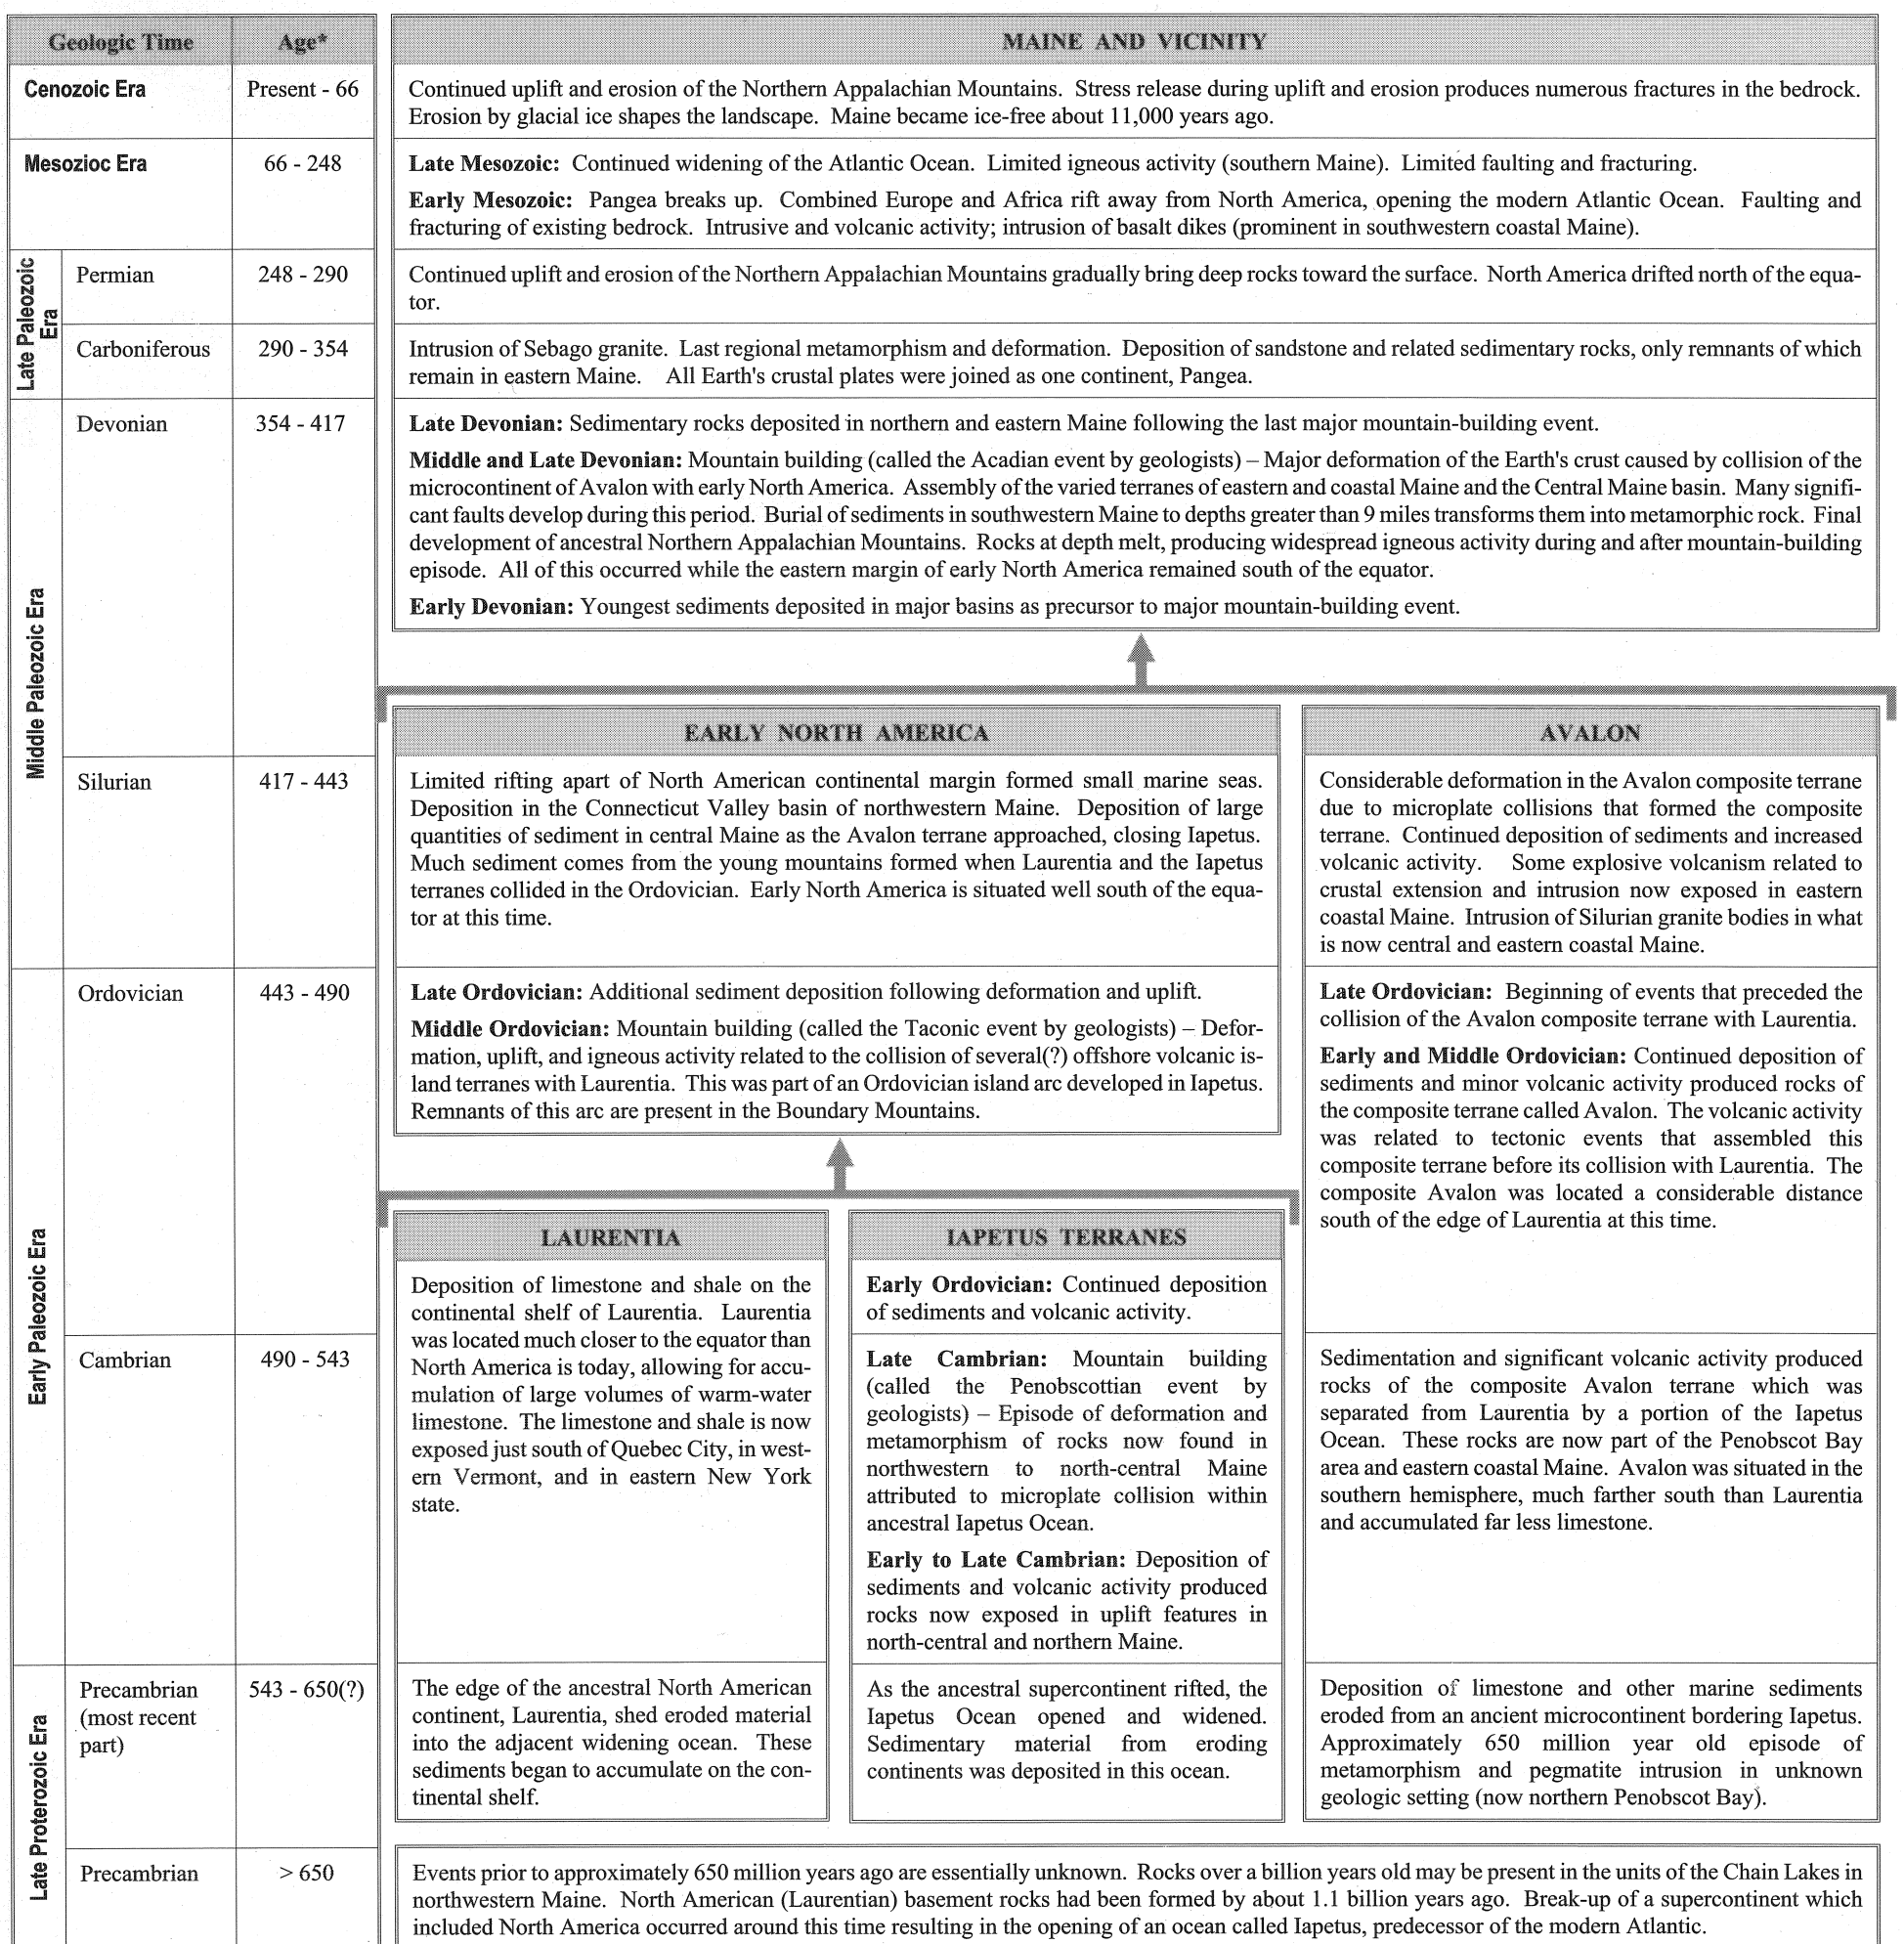 Geologic Time
Age*
MAINE AND VICINITY
Cenozoic Era
Present - 66
Continued uplift and erosion of the Northern Appalachian Mountains. Stress release during uplift and erosion produces numerous fractures in the bedrock.
Erosion by glacial ice shapes the landscape. Maine became ice-free about 11,000 years ago.
Mesozioc Era
66 - 248
Late Mesozoic: Continued widening of the Atlantic Ocean. Limited igneous activity (southern Maine). Limited faulting and fracturing.
Early Mesozoic: Pangea breaks up. Combined Europe and Africa rift away from North America, opening the modern Atlantic Ocean. Faulting and
fracturing of existing bedrock. Intrusive and volcanic activity; intrusion of basalt dikes (prominent in southwestern coastal Maine).
Late Paleozoic
Era
Permian
248 - 290
Continued uplift and erosion of the Northern Appalachian Mountains gradually bring deep rocks toward the surface. North America drifted north of the equa-
tor.
Carboniferous
290 - 354
Intrusion of Sebago granite. Last regional metamorphism and deformation. Deposition of sandstone and related sedimentary rocks, only remnants of which
remain in eastern Maine. All Earth's crustal plates were joined as one continent, Pangea.
Middle Paleozoic Era
Devonian
354 - 417
Late Devonian: Sedimentary rocks deposited in northern and eastern Maine following the last major mountain-building event.
Middle and Late Devonian: Mountain building (called the Acadian event by geologists) – Major deformation of the Earth's crust caused by collision of the
microcontinent of Avalon with early North America. Assembly of the varied terranes of eastern and coastal Maine and the Central Maine basin. Many signifi-
cant faults develop during this period. Burial of sediments in southwestern Maine to depths greater than 9 miles transforms them into metamorphic rock. Final
development of ancestral Northern Appalachian Mountains. Rocks at depth melt, producing widespread igneous activity during and after mountain-building
episode. All of this occurred while the eastern margin of early North America remained south of the equator.
Early Devonian: Youngest sediments deposited in major basins as precursor to major mountain-building event.
EARLY NORTH AMERICA
AVALON
Silurian
417 - 443
Limited rifting apart of North American continental margin formed small marine seas.
Deposition in the Connecticut Valley basin of northwestern Maine. Deposition of large
quantities of sediment in central Maine as the Avalon terrane approached, closing Iapetus.
Much sediment comes from the young mountains formed when Laurentia and the Iapetus
terranes collided in the Ordovician. Early North America is situated well south of the equa-
tor at this time.
Considerable deformation in the Avalon composite terrane
due to microplate collisions that formed the composite
terrane. Continued deposition of sediments and increased
volcanic activity. Some explosive volcanism related to
crustal extension and intrusion now exposed in eastern
coastal Maine. Intrusion of Silurian granite bodies in what
is now central and eastern coastal Maine.
Early Paleozoic Era
Ordovician
443 - 490
Late Ordovician: Additional sediment deposition following deformation and uplift.
Middle Ordovician: Mountain building (called the Taconic event by geologists) – Defor-
mation, uplift, and igneous activity related to the collision of several(?) offshore volcanic is-
land terranes with Laurentia. This was part of an Ordovician island arc developed in Iapetus.
Remnants of this arc are present in the Boundary Mountains.
Late Ordovician: Beginning of events that preceded the
collision of the Avalon composite terrane with Laurentia.
Early and Middle Ordovician: Continued deposition of
sediments and minor volcanic activity produced rocks of
the composite terrane called Avalon. The volcanic activity
was related to tectonic events that assembled this
composite terrane before its collision with Laurentia. The
composite Avalon was located a considerable distance
south of the edge of Laurentia at this time.
LAURENTIA
IAPETUS TERRANES
Deposition of limestone and shale on the
continental shelf of Laurentia. Laurentia
was located much closer to the equator than
North America is today, allowing for accu-
mulation of large volumes of warm-water
limestone. The limestone and shale is now
exposed just south of Quebec City, in west-
ern Vermont, and in eastern New York
state.
Early Ordovician: Continued deposition
of sediments and volcanic activity.
Cambrian
490 - 543
Late Cambrian: Mountain building
(called the Penobscottian event by
geologists) – Episode of deformation and
metamorphism of rocks now found in
northwestern to north-central Maine
attributed to microplate collision within
ancestral Iapetus Ocean.
Early to Late Cambrian: Deposition of
sediments and volcanic activity produced
rocks now exposed in uplift features in
north-central and northern Maine.
Sedimentation and significant volcanic activity produced
rocks of the composite Avalon terrane which was
separated from Laurentia by a portion of the Iapetus
Ocean. These rocks are now part of the Penobscot Bay
area and eastern coastal Maine. Avalon was situated in the
southern hemisphere, much farther south than Laurentia
and accumulated far less limestone.
Late Proterozoic Era
Precambrian
(most recent
part)
543 - 650(?)
The edge of the ancestral North American
continent, Laurentia, shed eroded material
into the adjacent widening ocean. These
sediments began to accumulate on the con-
tinental shelf.
As the ancestral supercontinent rifted, the
Iapetus Ocean opened and widened.
Sedimentary material from eroding
continents was deposited in this ocean.
Deposition of limestone and other marine sediments
eroded from an ancient microcontinent bordering Iapetus.
Approximately 650 million year old episode of
metamorphism and pegmatite intrusion in unknown
geologic setting (now northern Penobscot Bay).
Precambrian
> 650
Events prior to approximately 650 million years ago are essentially unknown. Rocks over a billion years old may be present in the units of the Chain Lakes in
northwestern Maine. North American (Laurentian) basement rocks had been formed by about 1.1 billion years ago. Break-up of a supercontinent which
included North America occurred around this time resulting in the opening of an ocean called Iapetus, predecessor of the modern Atlantic.